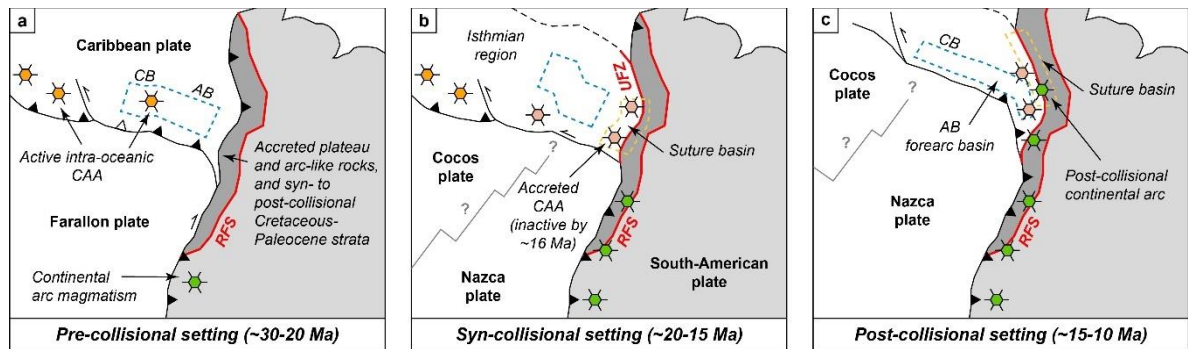 a
Caribbean plate
CB
AB
Active intra-oceanic
CAA
Accreted plateau
and arc-like rocks,
and syn- to
post-collisional
Cretaceous-
Paleocene strata
Farallon plate
RFS
Continental
arc magmatism
Pre-collisional setting (~30-20 Ma)
b
Isthmian
region
UFZ
Suture basin
Cocos
plate
?
?
Accreted
CAA
(inactive by
~16 Ma)
RFS
Nazca
plate
South-American
plate
Syn-collisional setting (~20-15 Ma)
c
CB
Cocos
plate
?
Suture basin
AB
forearc basin
?
Post-collisional
continental arc
Nazca
plate
RFS
Post-collisional setting (~15-10 Ma)